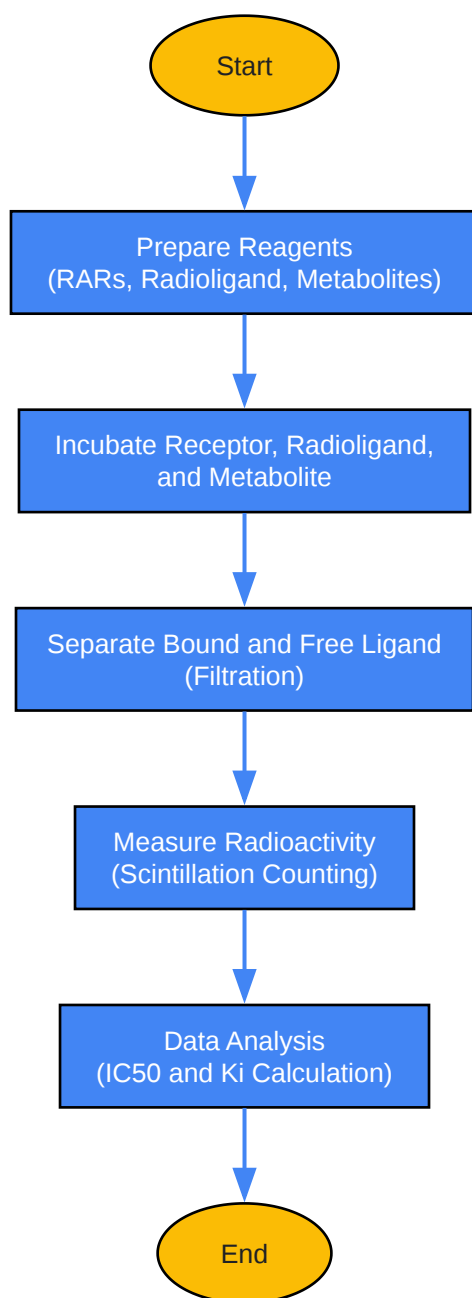 Start
Prepare Reagents
(RARs, Radioligand, Metabolites)
Incubate Receptor, Radioligand,
and Metabolite
Separate Bound and Free Ligand
(Filtration)
Measure Radioactivity
(Scintillation Counting)
Data Analysis
(IC50 and Ki Calculation)
End